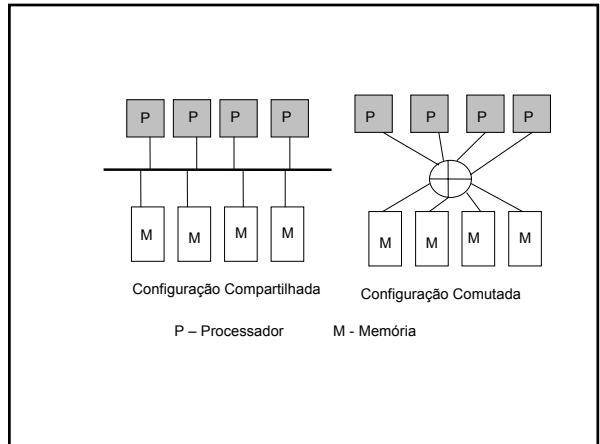 P P P P
M M M M
Configuração Compartilhada
P P P P
M M M M
Configuração Comutada
P – Processador M - Memória